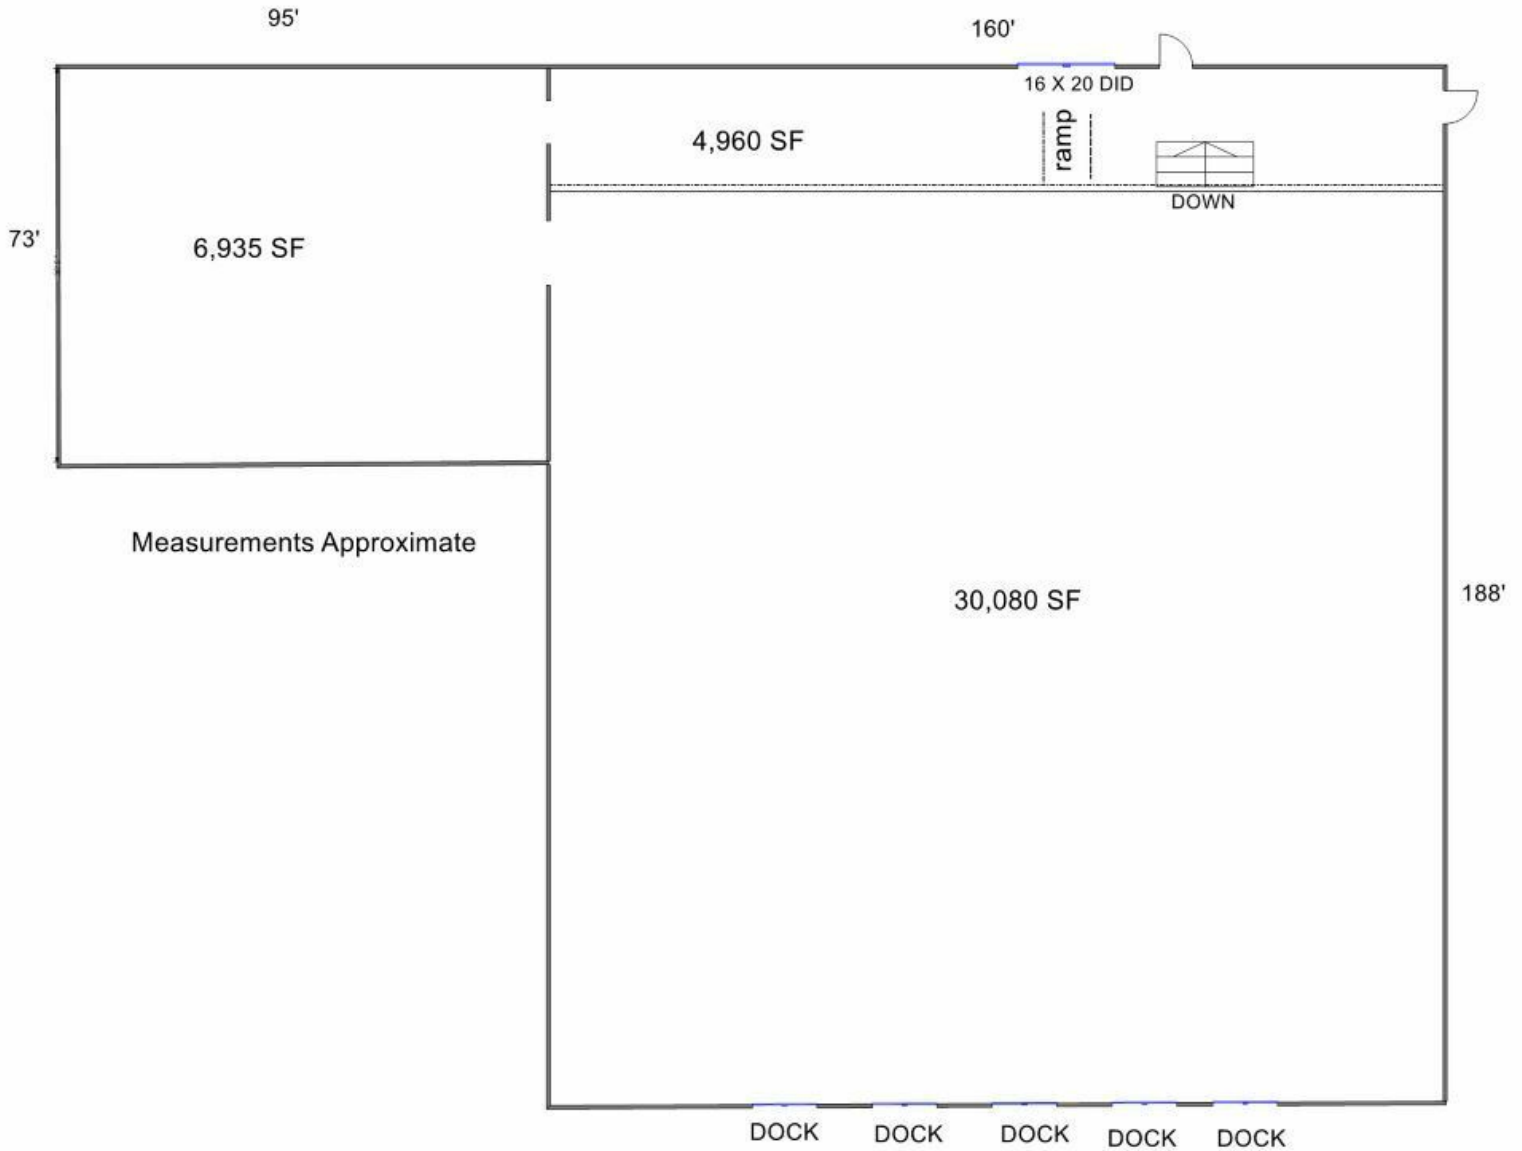 95'
160'
16 X 20 DID
ramp
4,960 SF
DOWN
73'
6,935 SF
Measurements Approximate
30,080 SF
188'
DOCK DOCK DOCK DOCK DOCK